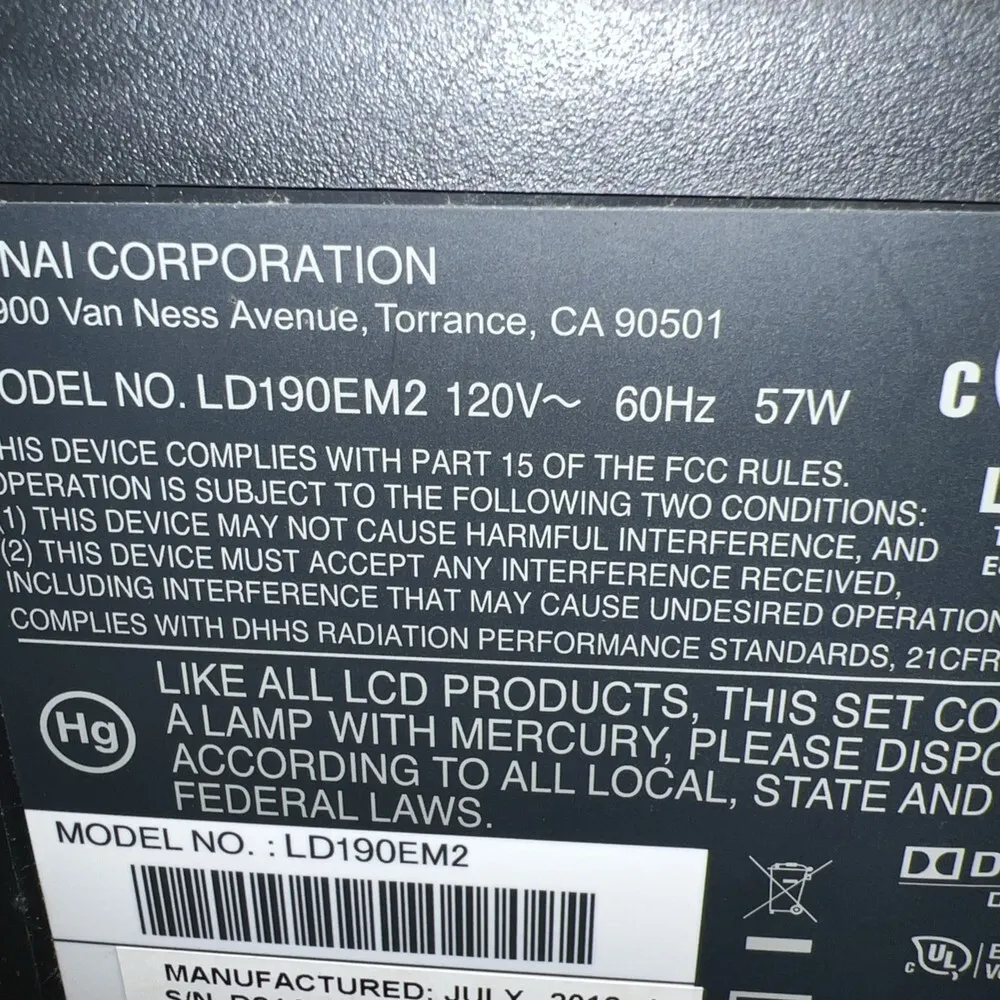 NAI CORPORATION
900 Van Ness Avenue, Torrance, CA 90501
ODEL NO. LD190EM2 120V～ 60Hz 57W
C
HIS DEVICE COMPLIES WITH PART 15 OF THE FCC RULES.
OPERATION IS SUBJECT TO THE FOLLOWING TWO CONDITIONS:
(1) THIS DEVICE MAY NOT CAUSE HARMFUL INTERFERENCE, AND
(2) THIS DEVICE MUST ACCEPT ANY INTERFERENCE RECEIVED,
INCLUDING INTERFERENCE THAT MAY CAUSE UNDESIRED OPERATION
COMPLIES WITH DHHS RADIATION PERFORMANCE STANDARDS, 21CFR
Hg
LIKE ALL LCD PRODUCTS, THIS SET CO
A LAMP WITH MERCURY, PLEASE DISPO
ACCORDING TO ALL LOCAL, STATE AND
FEDERAL LAWS.
MODEL NO. : LD190EM2
D
c UL
MANUFACTURED: JULY
S/N